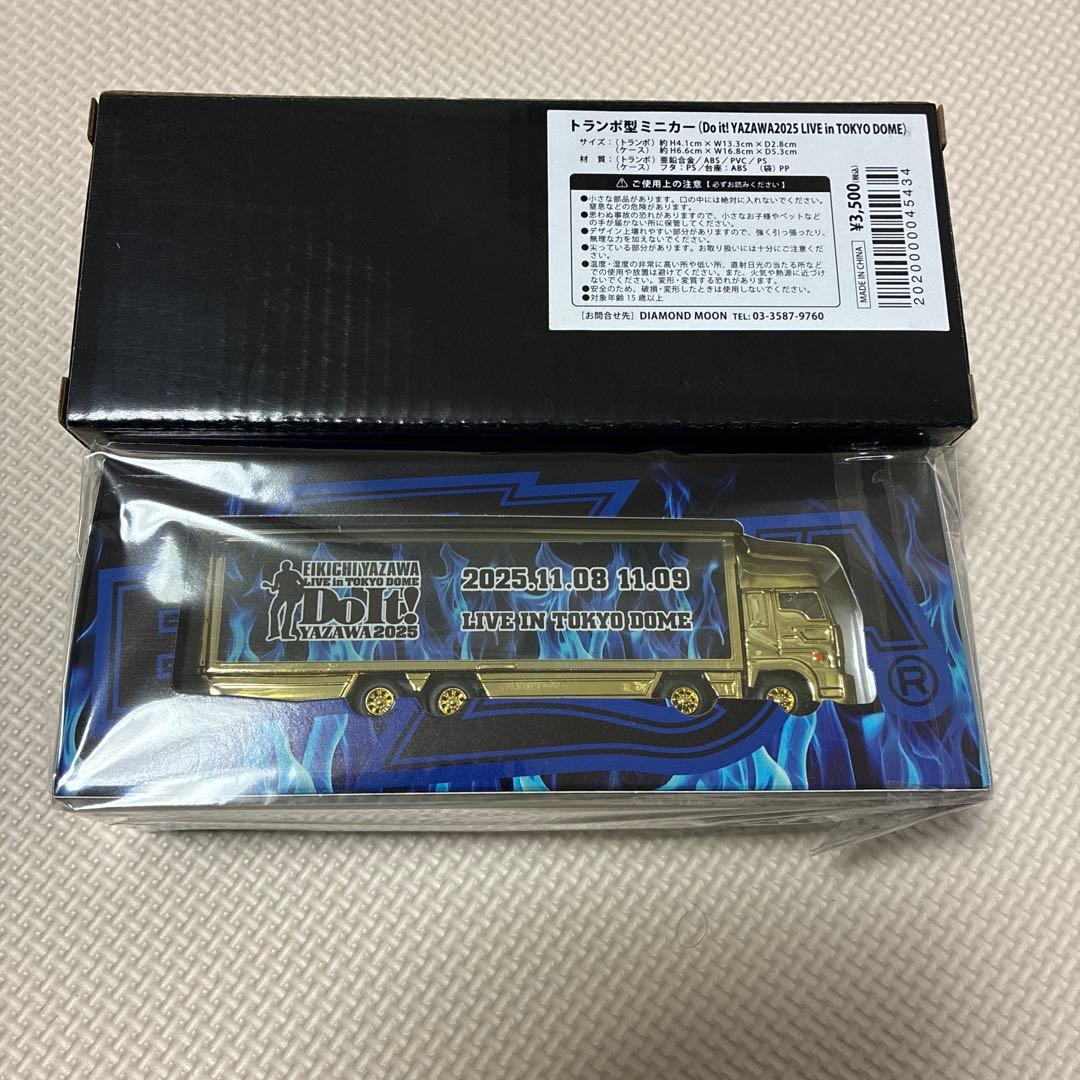 トランポ型ミニカー(Do it! YAZAWA2025 LIVE in TOKYO DOME)
サイズ:(トランポ)約 H4.1cm × W13.3cm × D2.8cm
(ケース) 約 H6.6cm × W16.8cm × D5.3cm
材 質:(トランポ)亜鉛合金/ABS/PVC/PS
(ケース) フタ:PS/台座:ABS (袋)PP
ご使用上の注意【必ずお読みください】
●小さな部品があります。口の中には絶対に入れないでください。
窒息などの危険があります。
●思わぬ事故の恐れがありますので、小さなお子様やペットなど
の手が届かない所に保管してください。
●デザイン上壊れやすい部分がありますので、強く引っ張ったり、
無理な力を加えないでください。
●尖っている部分があります。お取り扱いには十分にご注意くだ
さい。
●温度・湿度の非常に高い所や低い所、直射日光の当たる所など
での使用や放置は避けてください。また、火気や熱源に近づけ
ないでください。変形・変質する恐れがあります。
●安全のため、破損・変形したときは使用しないでください。
●対象年齢 15 歳以上
[お問合せ先] DIAMOND MOON TEL: 03-3587-9760
¥3,500(税込)
MADE IN CHINA
2020000045434
EIKICHI YAZAWA
LIVE in TOKYO DOME
Do It!
YAZAWA 2025
2025.11.08 11.09
LIVE IN TOKYO DOME
®